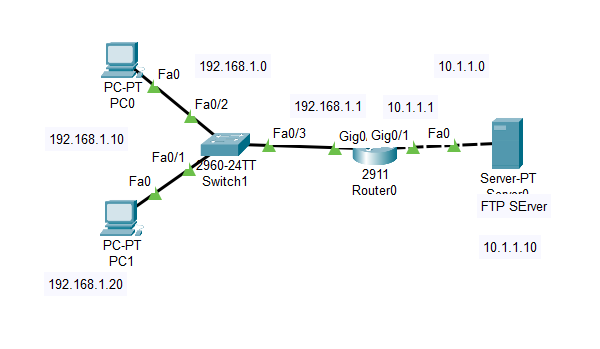 192.168.1.0
10.1.1.0
Fa0
PC-PT
PC0
Fa0/2
192.168.1.1
10.1.1.1
192.168.1.10
Fa0/3
Gig0
Gig0/1
Fa0
Fa0/1
2960-24TT
Switch1
2911
Router0
Server-PT
Server0
FTP SErver
Fa0
PC-PT
PC1
10.1.1.10
192.168.1.20